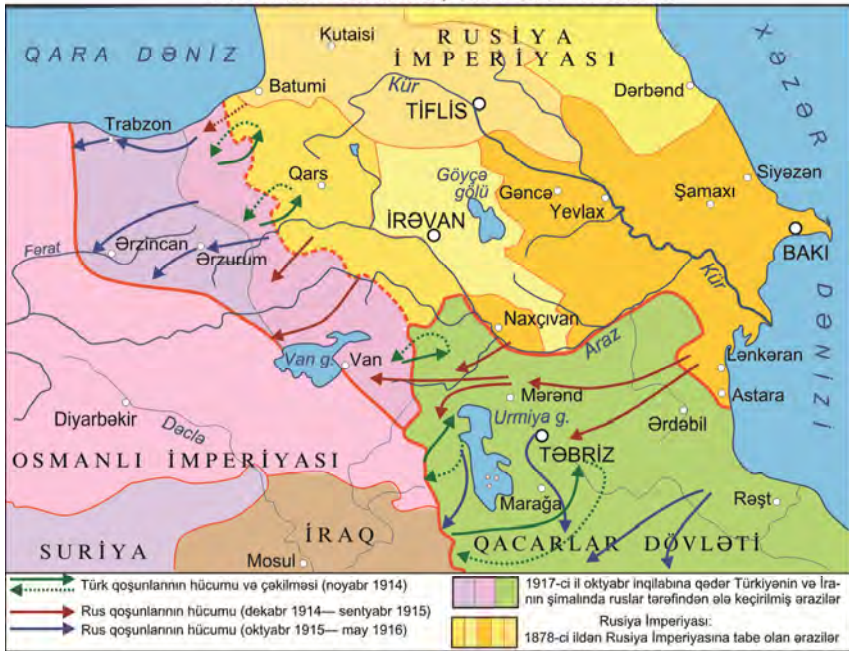 QARA DƏNİZ
Kutaisi
RUSİYA
İMPERİYASI
XƏZƏR
DƏNİZİ
Batumi
Kür
TİFLİS
Dərbənd
Trabzon
Qars
Göyçə
gölü
Gəncə
Yevlax
Siyəzən
Şamaxı
İRƏVAN
BAKI
Fərat
Ərzincan
Ərzurum
Kür
Naxçıvan
Araz
Van g.
Van
Lənkəran
Astara
Mərənd
Diyarbəkir
Dəclə
Urmiya g.
Ərdəbil
TƏBRİZ
OSMANLI İMPERİYASI
Marağa
Rəşt
İRAQ
QACARLAR DÖVLƏTİ
SURİYA
Mosul
Türk qoşunlarının hücumu və çəkilməsi (noyabr 1914)
Rus qoşunlarının hücumu (dekabr 1914— sentyabr 1915)
Rus qoşunlarının hücumu (oktyabr 1915— may 1916)
1917-ci il oktyabr inqilabına qədər Türkiyənin və İra-
nın şimalında ruslar tərəfindən ələ keçirilmiş ərazilər
Rusiya İmperiyası:
1878-ci ildən Rusiya İmperiyasına tabe olan ərazilər